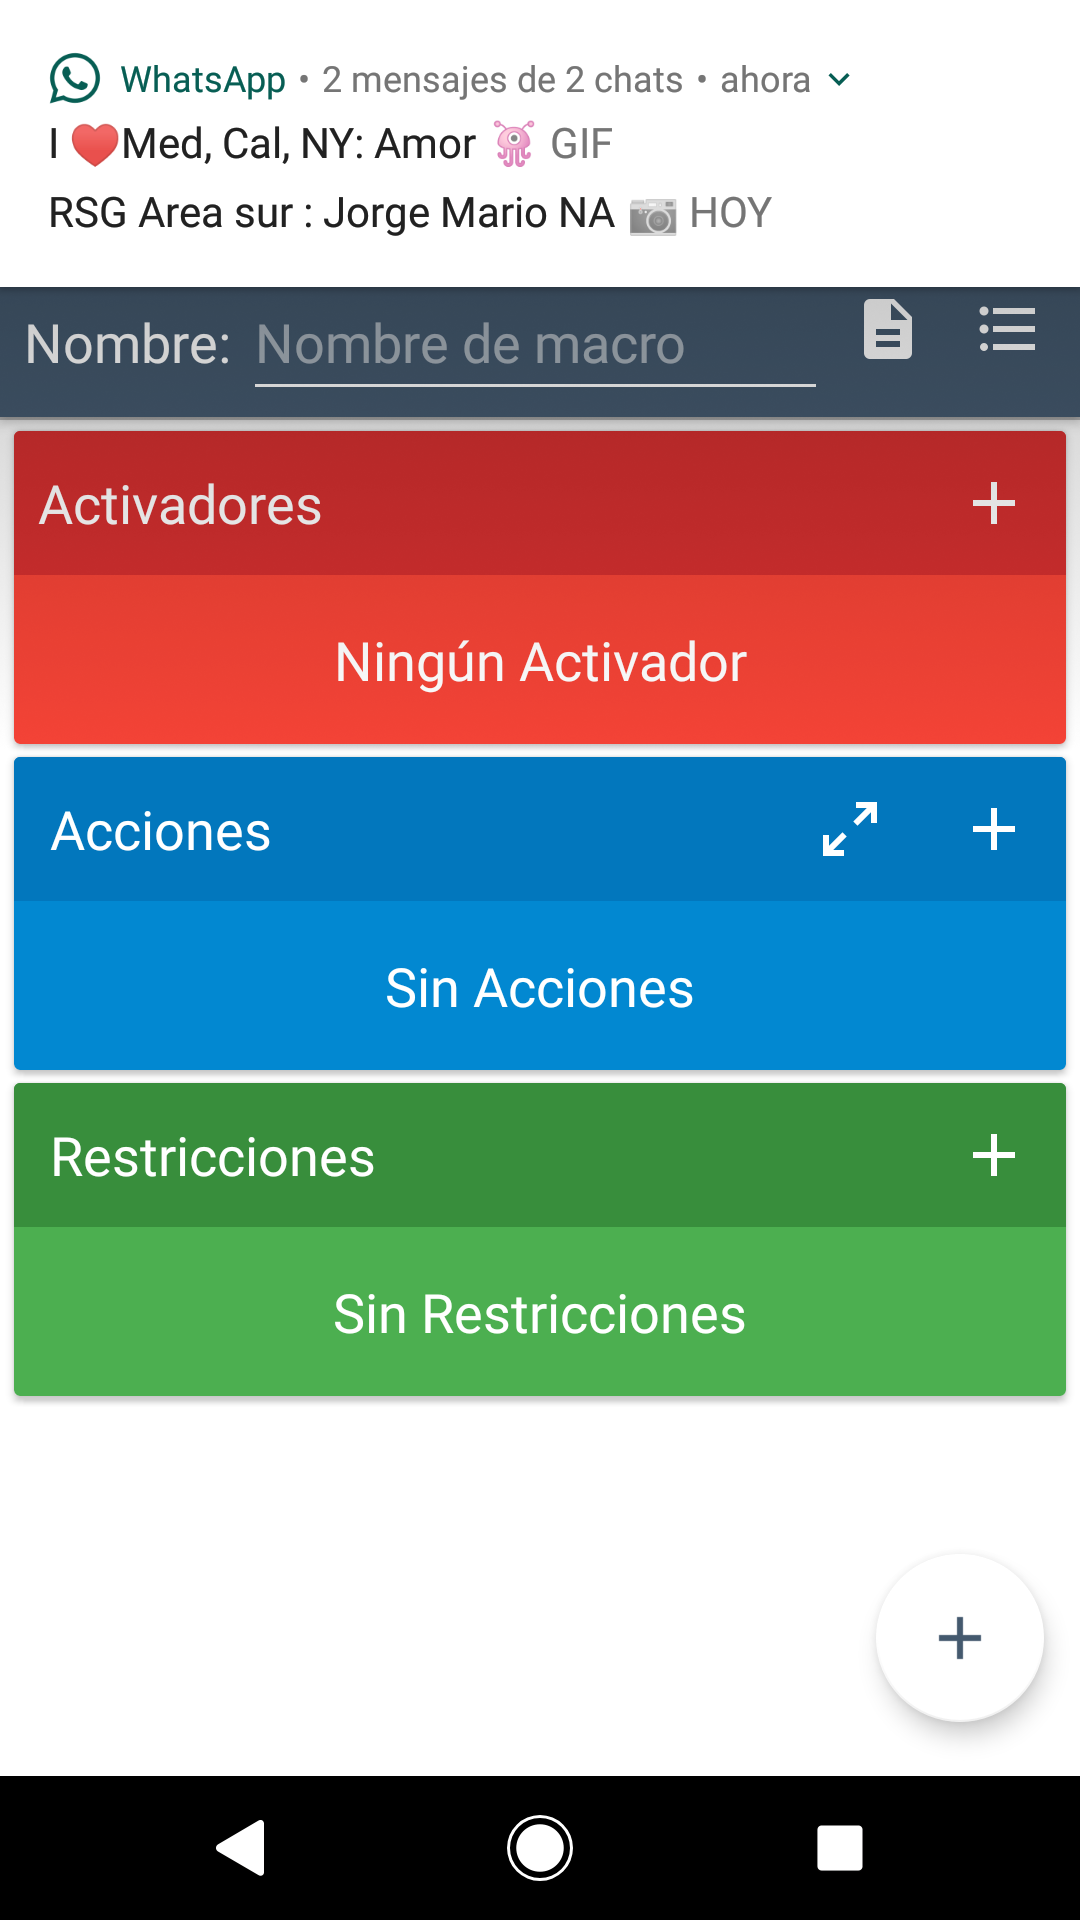 WhatsApp • 2 mensajes de 2 chats • ahora
I ❤️Med, Cal, NY: Amor GIF
RSG Area sur : Jorge Mario NA 📷 HOY
Nombre: Nombre de macro
Activadores
Ningún Activador
Acciones
Sin Acciones
Restricciones
Sin Restricciones